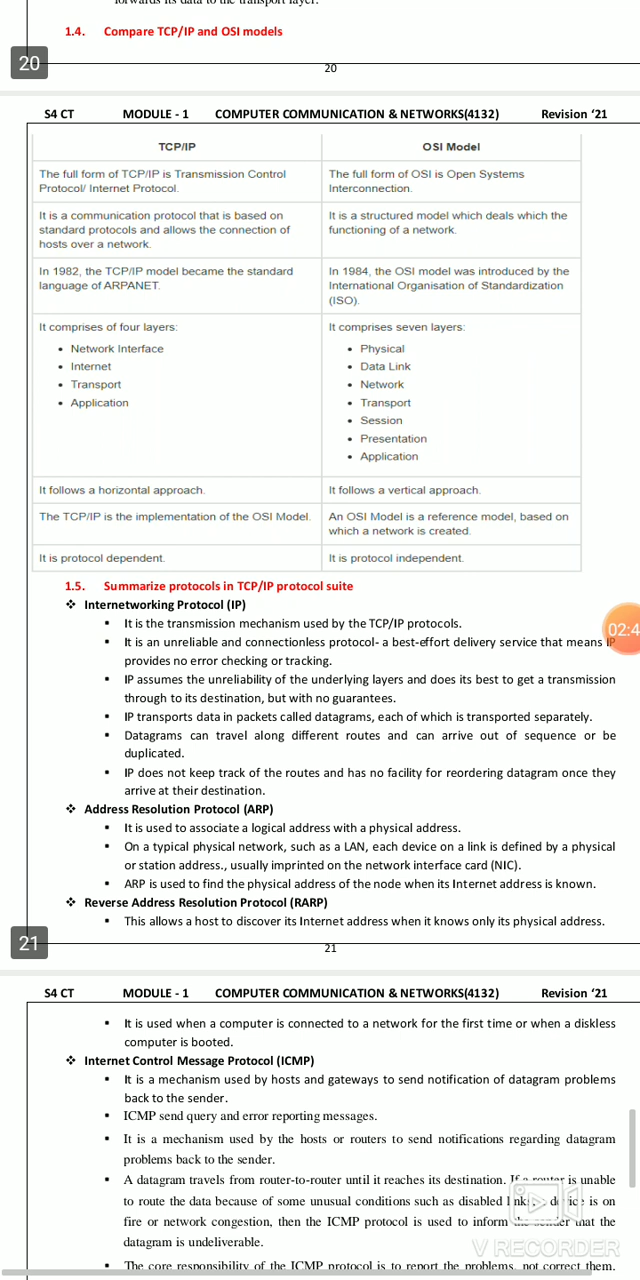 forwards its data to the transport layer.
1.4. Compare TCP/IP and OSI models
20
20
S4 CT MODULE - 1 COMPUTER COMMUNICATION & NETWORKS(4132) Revision ‘21
TCP/IP OSI Model
The full form of TCP/IP is Transmission Control
Protocol/ Internet Protocol.
The full form of OSI is Open Systems
Interconnection.
It is a communication protocol that is based on
standard protocols and allows the connection of
hosts over a network.
It is a structured model which deals which the
functioning of a network.
In 1982, the TCP/IP model became the standard
language of ARPANET.
In 1984, the OSI model was introduced by the
International Organisation of Standardization
(ISO).
It comprises of four layers:
• Network Interface
• Internet
• Transport
• Application
It comprises seven layers:
• Physical
• Data Link
• Network
• Transport
• Session
• Presentation
• Application
It follows a horizontal approach.
It follows a vertical approach.
The TCP/IP is the implementation of the OSI Model.
An OSI Model is a reference model, based on
which a network is created.
It is protocol dependent.
It is protocol independent.
1.5. Summarize protocols in TCP/IP protocol suite
❖ Internetworking Protocol (IP)
▪ It is the transmission mechanism used by the TCP/IP protocols.
02:4
▪ It is an unreliable and connectionless protocol- a best-effort delivery service that means IP
provides no error checking or tracking.
▪ IP assumes the unreliability of the underlying layers and does its best to get a transmission
through to its destination, but with no guarantees.
▪ IP transports data in packets called datagrams, each of which is transported separately.
▪ Datagrams can travel along different routes and can arrive out of sequence or be
duplicated.
▪ IP does not keep track of the routes and has no facility for reordering datagram once they
arrive at their destination.
❖ Address Resolution Protocol (ARP)
▪ It is used to associate a logical address with a physical address.
▪ On a typical physical network, such as a LAN, each device on a link is defined by a physical
or station address., usually imprinted on the network interface card (NIC).
▪ ARP is used to find the physical address of the node when its Internet address is known.
❖ Reverse Address Resolution Protocol (RARP)
▪ This allows a host to discover its Internet address when it knows only its physical address.
21
21
S4 CT MODULE - 1 COMPUTER COMMUNICATION & NETWORKS(4132) Revision ‘21
▪ It is used when a computer is connected to a network for the first time or when a diskless
computer is booted.
❖ Internet Control Message Protocol (ICMP)
▪ It is a mechanism used by hosts and gateways to send notification of datagram problems
back to the sender.
▪ ICMP send query and error reporting messages.
▪ It is a mechanism used by the hosts or routers to send notifications regarding datagram
problems back to the sender.
▪ A datagram travels from router-to-router until it reaches its destination. If a router is unable
to route the data because of some unusual conditions such as disabled links, a device is on
fire or network congestion, then the ICMP protocol is used to inform the sender that the
datagram is undeliverable.
V RECORDER
▪ The core responsibility of the ICMP protocol is to report the problems, not correct them.